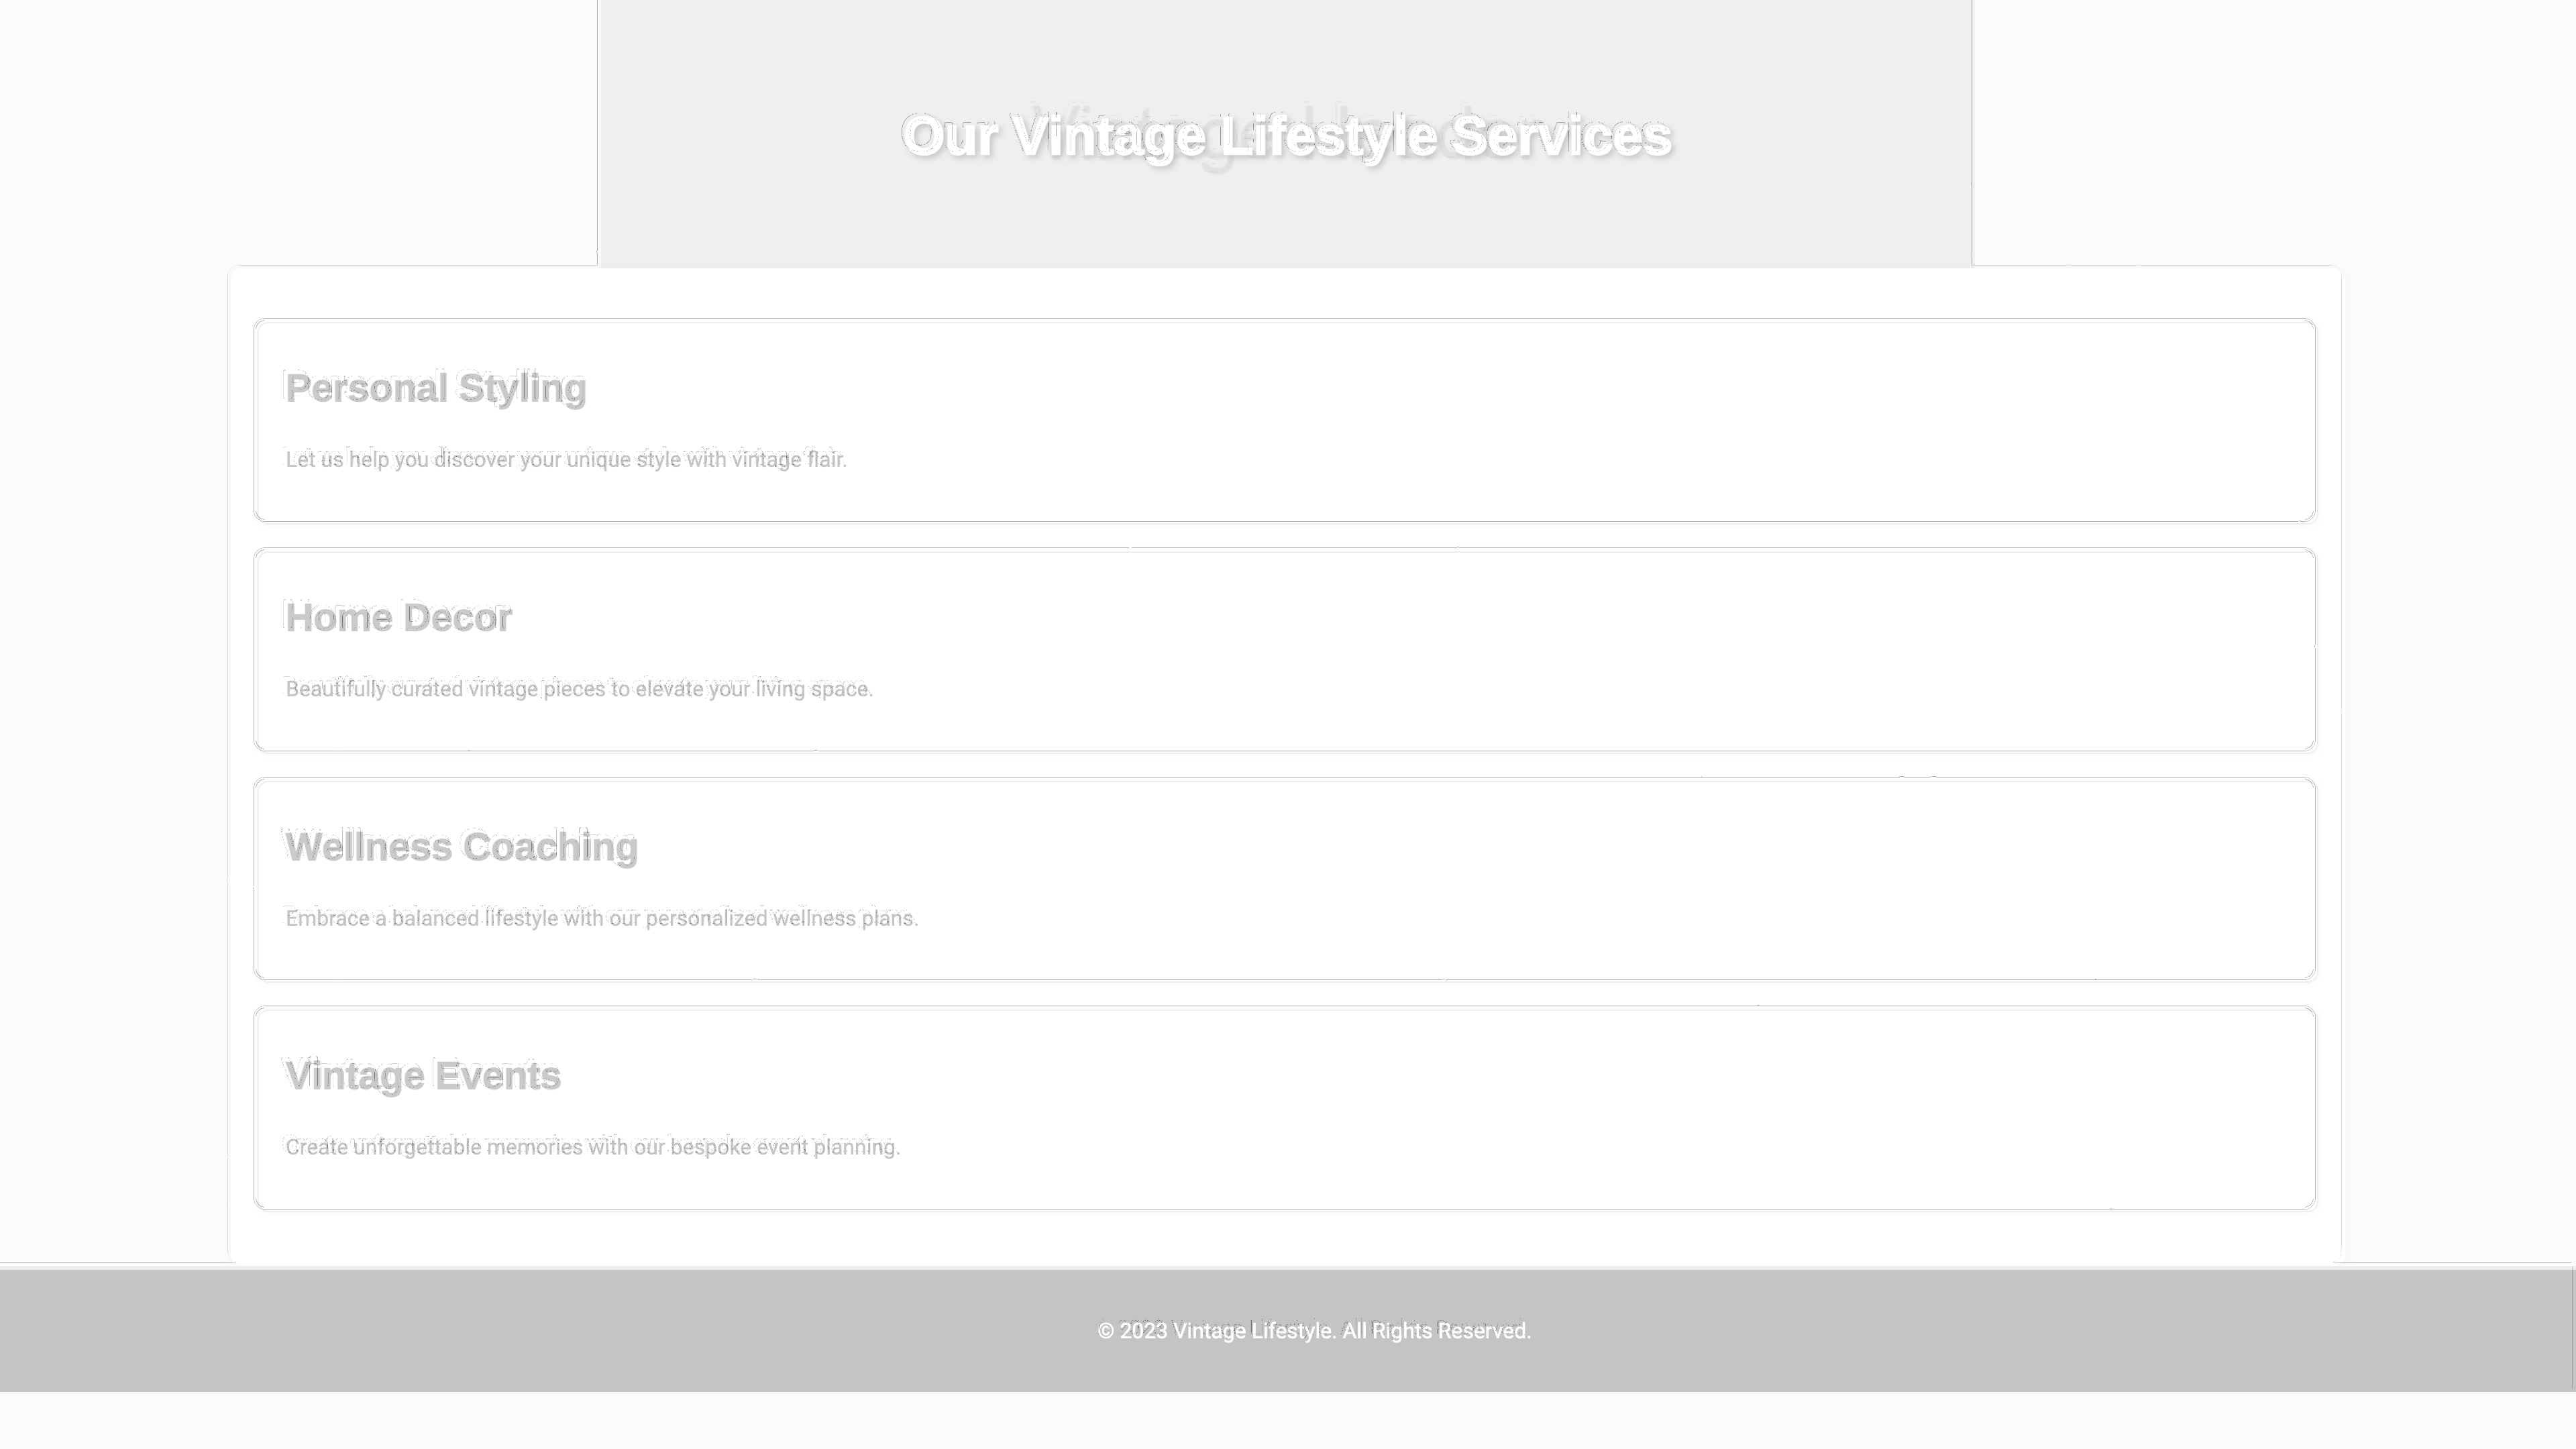 Our Vintage Lifestyle Services
Personal Styling
Let us help you discover your unique style with vintage flair.
Home Decor
Beautifully curated vintage pieces to elevate your living space.
Wellness Coaching
Embrace a balanced lifestyle with our personalized wellness plans.
Vintage Events
Create unforgettable memories with our bespoke event planning.
© 2023 Vintage Lifestyle. All Rights Reserved.